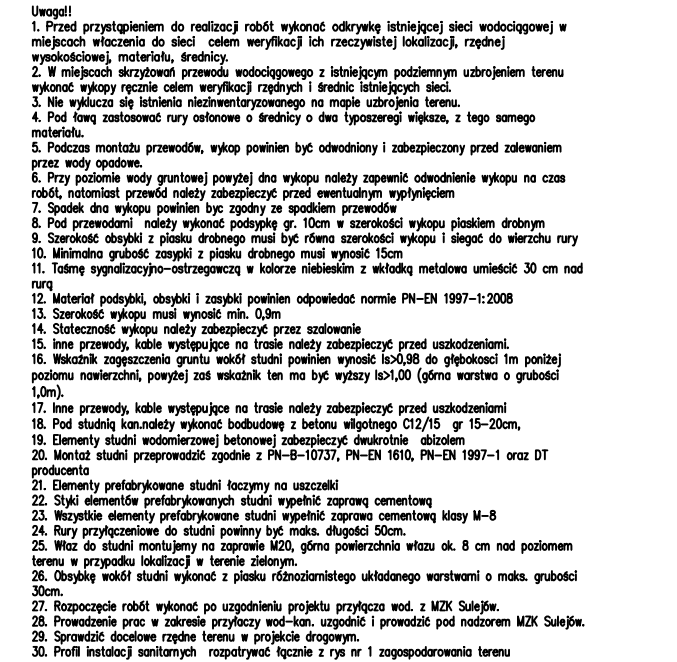 Uwaga!!
1. Przed przystąpieniem do realizacji robót wykonać odkrywkę istniejącej sieci wodociągowej w
miejscach właczenia do sieci celem weryfikacji ich rzeczywistej lokalizacji, rzędnej
wysokościowej, materiału, średnicy.
2. W miejscach skrzyżowań przewodu wodociągowego z istniejącym podziemnym uzbrojeniem terenu
wykonać wykopy ręcznie celem weryfikacji rzędnych i średnic istniejących sieci.
3. Nie wyklucza się istnienia niezinwentaryzowanego na mapie uzbrojenia terenu.
4. Pod ławą zastosować rury osłonowe o średnicy o dwa typoszeregi większe, z tego samego
materiału.
5. Podczas montażu przewodów, wykop powinien być odwodniony i zabezpieczony przed zalewaniem
przez wody opadowe.
6. Przy poziomie wody gruntowej powyżej dna wykopu należy zapewnić odwodnienie wykopu na czas
robót, natomiast przewód należy zabezpieczyć przed ewentualnym wypłynięciem
7. Spadek dna wykopu powinien byc zgodny ze spadkiem przewodów
8. Pod przewodami należy wykonać podsypkę gr. 10cm w szerokości wykopu piaskiem drobnym
9. Szerokość obsybki z piasku drobnego musi być równa szerokości wykopu i siegać do wierzchu rury
10. Minimalna grubość zasypki z piasku drobnego musi wynosić 15cm
11. Taśmę sygnalizacyjno-ostrzegawczą w kolorze niebieskim z wkładką metalowa umieścić 30 cm nad
rurą
12. Materiał podsybki, obsybki i zasybki powinien odpowiedać normie PN-EN 1997-1:2008
13. Szerokość wykopu musi wynosić min. 0,9m
14. Stateczność wykopu należy zabezpieczyć przez szalowanie
15. inne przewody, kable występujące na trasie należy zabezpieczyć przed uszkodzeniami.
16. Wskaźnik zagęszczenia gruntu wokół studni powinien wynosić Is>0,98 do głębokosci 1m poniżej
poziomu nawierzchni, powyżej zaś wskaźnik ten ma być wyższy Is>1,00 (górna warstwa o grubości
1,0m).
17. Inne przewody, kable występujące na trasie należy zabezpieczyć przed uszkodzeniami
18. Pod studnią kan.należy wykonać bodbudowę z betonu wilgotnego C12/15 gr 15-20cm,
19. Elementy studni wodomierzowej betonowej zabezpieczyć dwukrotnie abizolem
20. Montaż studni przeprowadzić zgodnie z PN-B-10737, PN-EN 1610, PN-EN 1997-1 oraz DT
producenta
21. Elementy prefabrykowane studni łaczymy na uszczelki
22. Styki elementów prefabrykowanych studni wypełnić zaprawą cementową
23. Wszystkie elementy prefabrykowane studni wypełnić zaprawa cementową klasy M-8
24. Rury przyłączeniowe do studni powinny być maks. długości 50cm.
25. Właz do studni montujemy na zaprawie M20, górna powierzchnia włazu ok. 8 cm nad poziomem
terenu w przypadku lokalizacji w terenie zielonym.
26. Obsybkę wokół studni wykonać z piasku różnoziarnistego układanego warstwami o maks. grubości
30cm.
27. Rozpoczęcie robót wykonać po uzgodnieniu projektu przyłącza wod. z MZK Sulejów.
28. Prowadzenie prac w zakresie przyłaczy wod-kan. uzgodnić i prowadzić pod nadzorem MZK Sulejów.
29. Sprawdzić docelowe rzędne terenu w projekcie drogowym.
30. Profil instalacji sanitarnych rozpatrywać łącznie z rys nr 1 zagospodarowania terenu